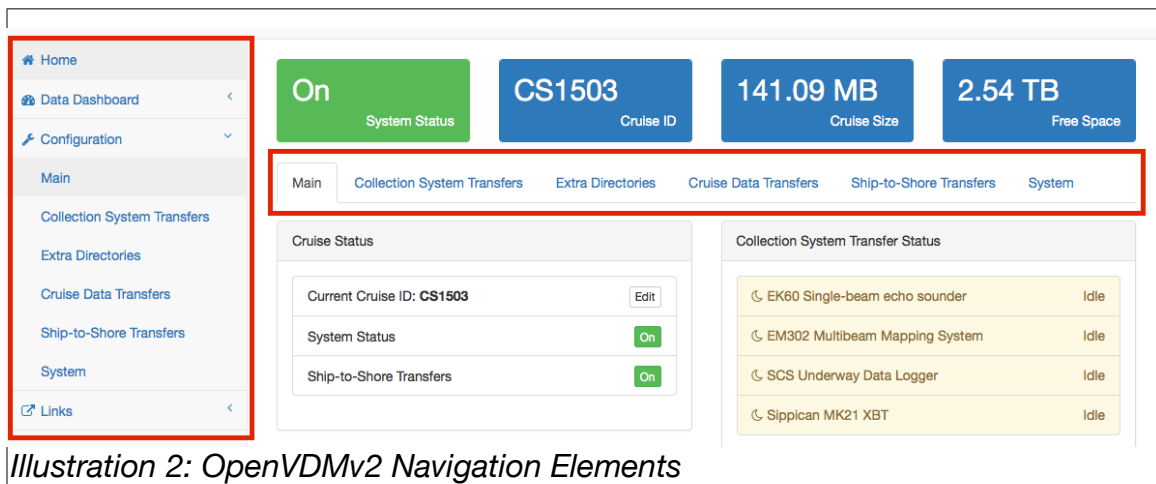 Home
Data Dashboard
Configuration
Main
Collection System Transfers
Extra Directories
Cruise Data Transfers
Ship-to-Shore Transfers
System
Links
On
System Status
CS1503
Cruise ID
141.09 MB
Cruise Size
2.54 TB
Free Space
Main Collection System Transfers Extra Directories Cruise Data Transfers Ship-to-Shore Transfers System
Cruise Status
Current Cruise ID: CS1503 Edit
System Status On
Ship-to-Shore Transfers On
Collection System Transfer Status
EK60 Single-beam echo sounder Idle
EM302 Multibeam Mapping System Idle
SCS Underway Data Logger Idle
Sippican MK21 XBT Idle
Illustration 2: OpenVDMv2 Navigation Elements